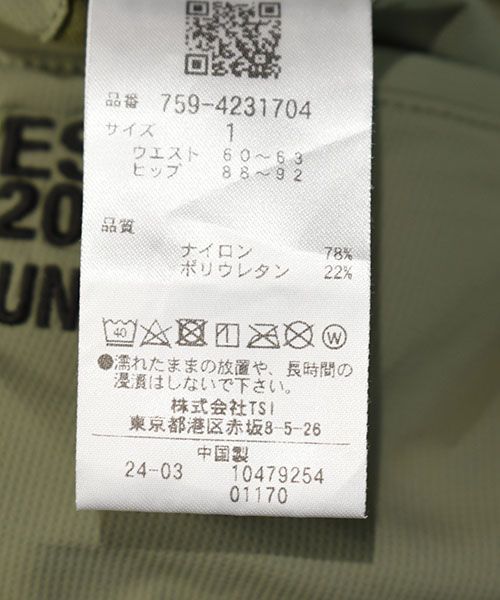 品番 759-4231704
サイズ 1
ウエスト 60～63
ヒップ 88～92
品質
ナイロン 78%
ポリウレタン 22%
40 W
●濡れたままの放置や、長時間の
浸漬はしないで下さい。
株式会社TSI
東京都港区赤坂8-5-26
中国製
24-03 10479254
01170
ES
20
UN